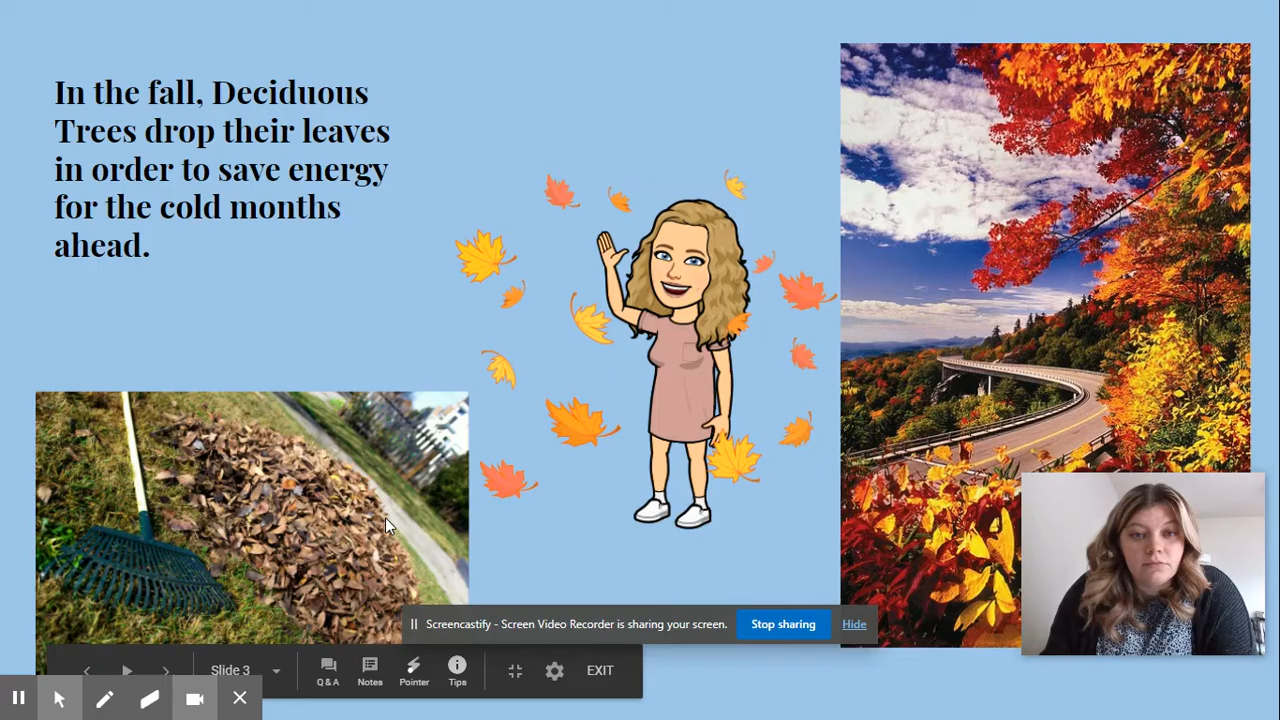 In the fall, Deciduous
Trees drop their leaves
in order to save energy
for the cold months
ahead.
Screencastify - Screen Video Recorder is sharing your screen.
Stop sharing
Hide
Slide 3
Q & A
Notes
Pointer
Tips
EXIT